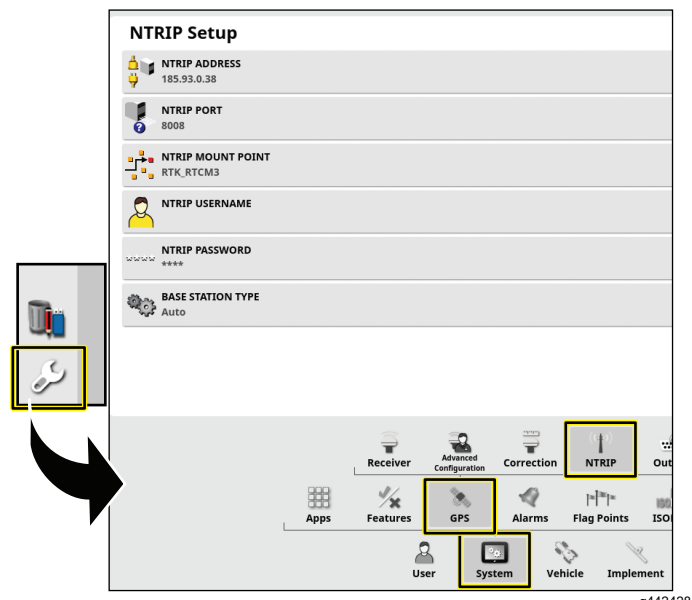 NTRIP Setup
NTRIP ADDRESS
185.93.0.38
NTRIP PORT
8008
NTRIP MOUNT POINT
RTK_RTCM3
NTRIP USERNAME
NTRIP PASSWORD
****
BASE STATION TYPE
Auto
Receiver
Advanced
Configuration
Correction
NTRIP
Out
Apps
Features
GPS
Alarms
Flag Points
ISO
User
System
Vehicle
Implement